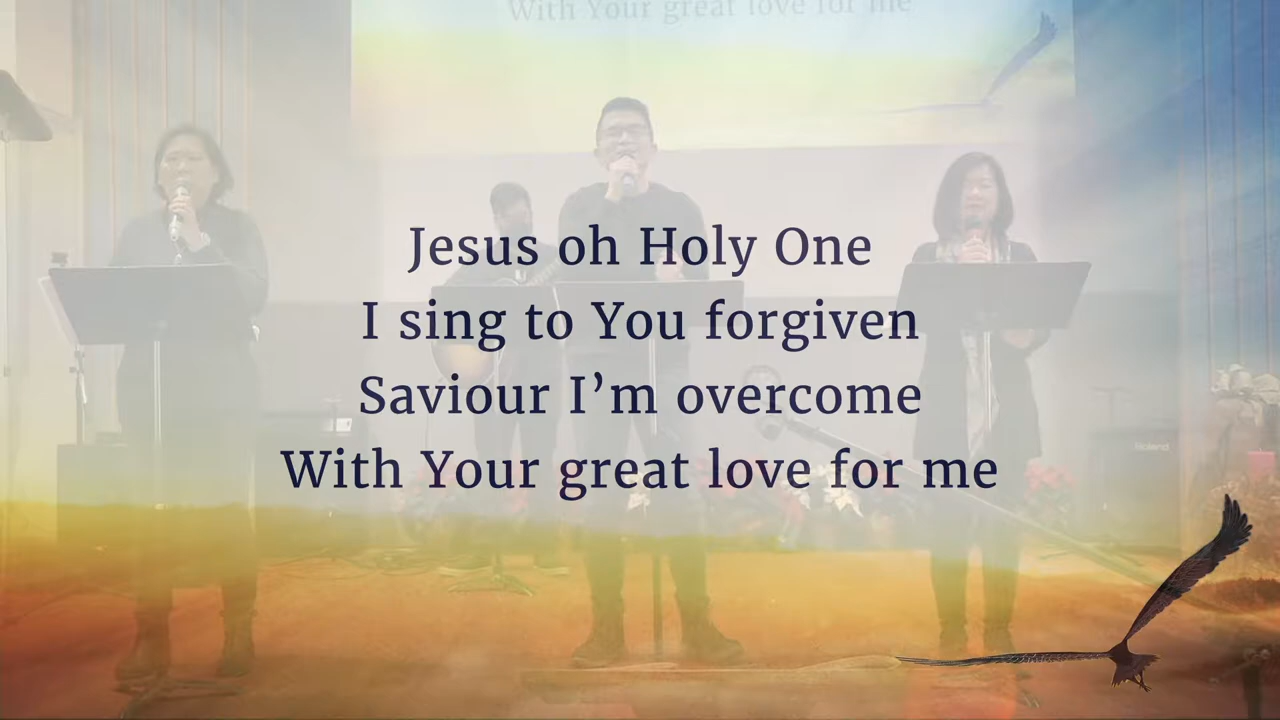 With Your great love for me
Jesus oh Holy One
I sing to You forgiven
Saviour I’m overcome
With Your great love for me
Roland